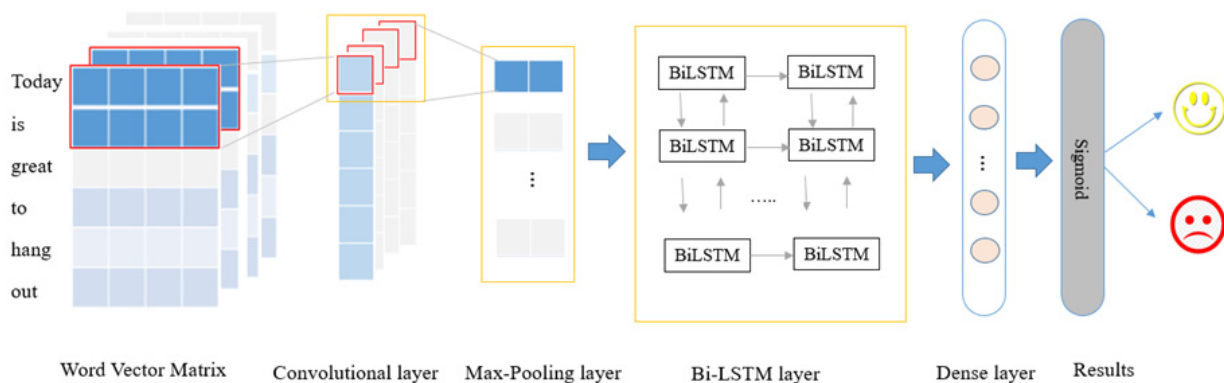 Today
is
great
to
hang
out
BiLSTM BiLSTM
BiLSTM BiLSTM
.....
BiLSTM BiLSTM
...
...
Sigmoid
Word Vector Matrix Convolutional layer Max-Pooling layer Bi-LSTM layer Dense layer Results